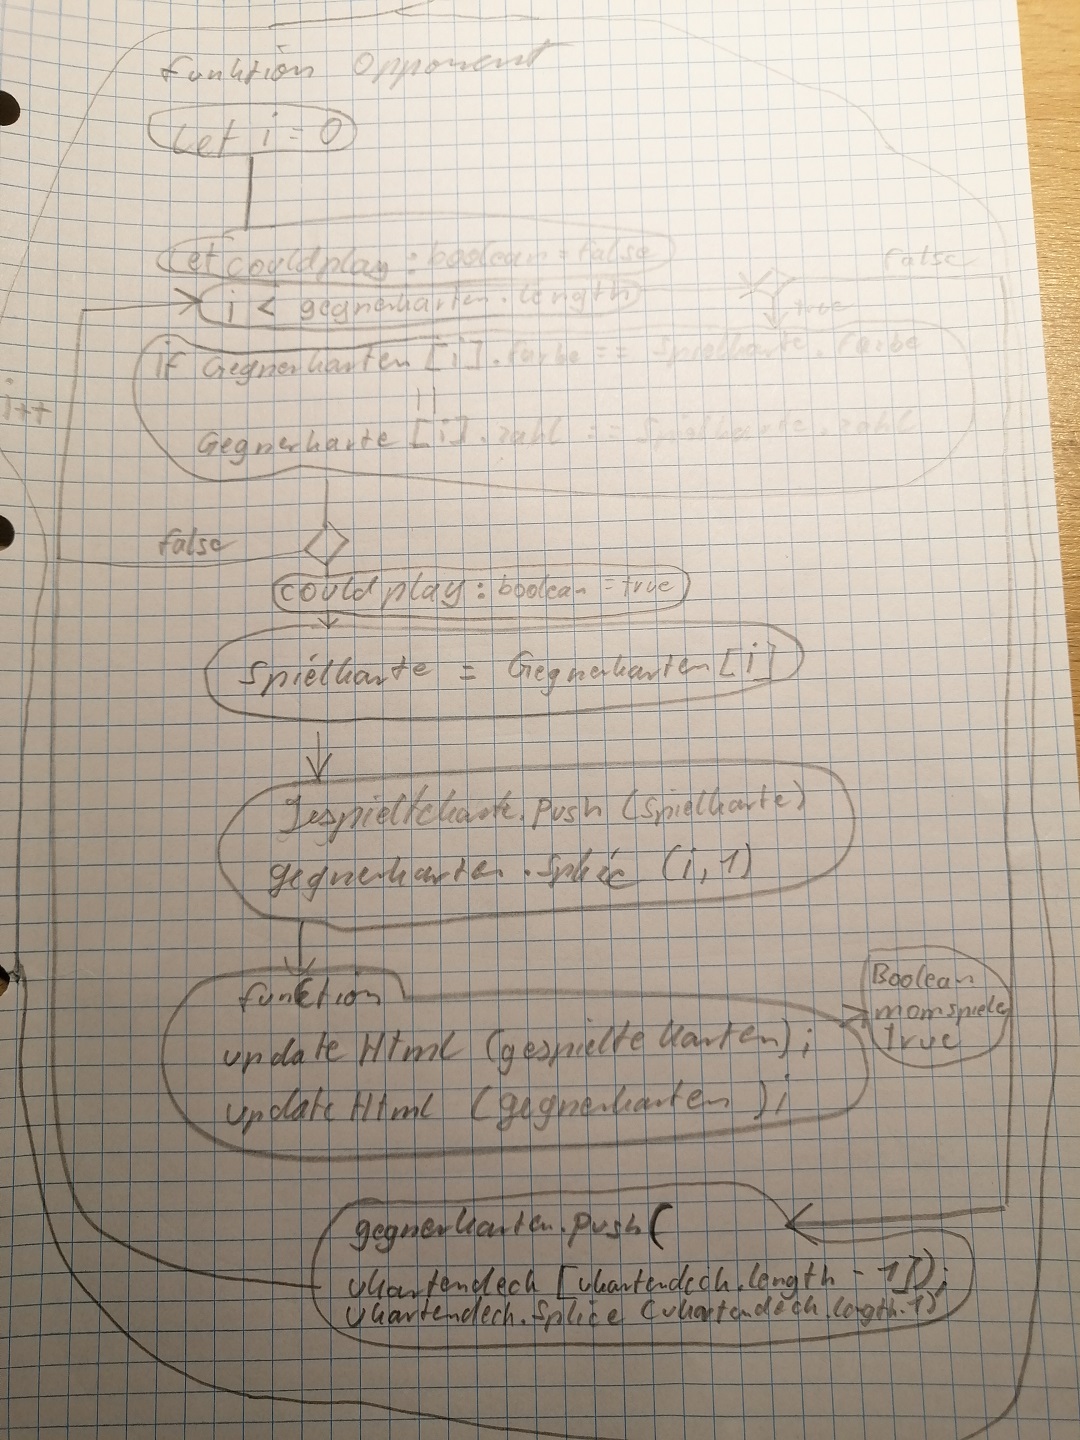 Funktion Opponent
Let i = 0
Let couldplay : boolean = false
false
i < gegnerkarten.length
true
if Gegnerkarten [i].farbe == Spielkarte.farbe
i++
||
Gegnerkarte [i].zahl == Spielkarte.zahl
false
couldplay : boolean = true
Spielkarte = Gegnerkarten [i]
gespieltekarte.push (Spielkarte)
gegnerkarten.Splice (i, 1)
funktion
Boolean
momspieler
true
update Html (gespielte karten);
update Html (gegnerkarten );
gegnerkarten.push(
ukartendeck [ukartendeck.length - 1]);
ukartendeck.Splice (ukartendeck.length.1)